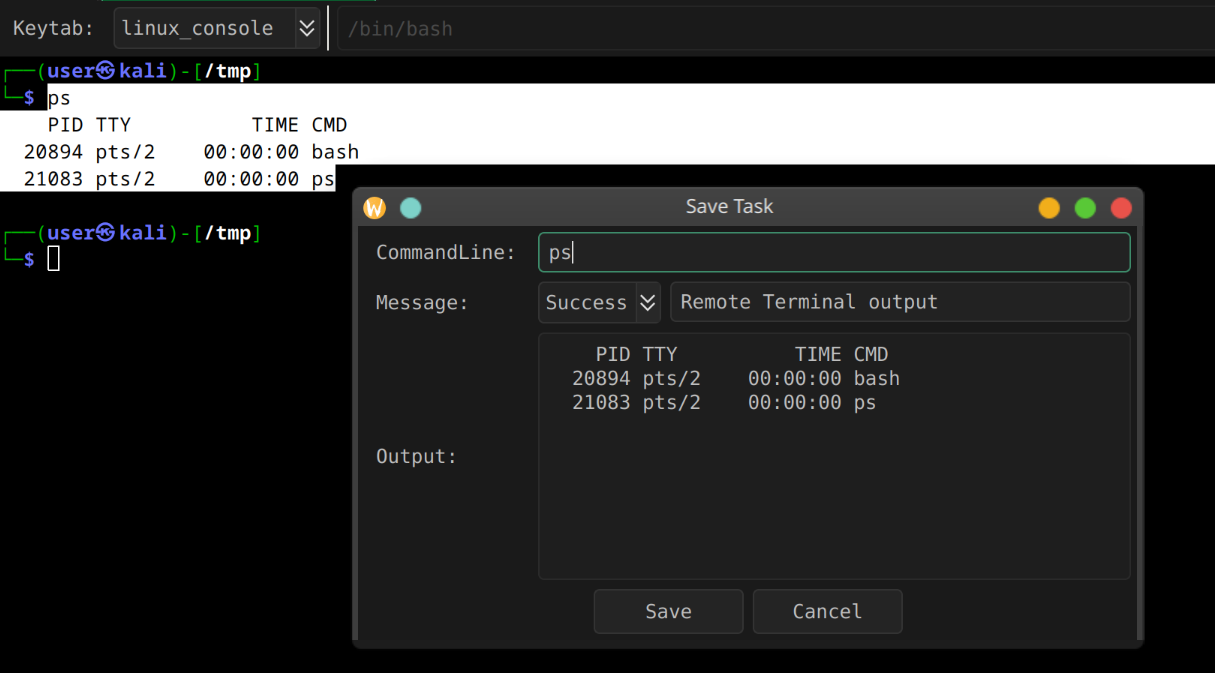 Keytab: linux_console /bin/bash
┌──(user㉿kali)-[/tmp]
└─$ ps
    PID TTY          TIME CMD
  20894 pts/2    00:00:00 bash
  21083 pts/2    00:00:00 ps
┌──(user㉿kali)-[/tmp]
└─$
W Save Task
CommandLine: ps
Message: Success Remote Terminal output
    PID TTY          TIME CMD
  20894 pts/2    00:00:00 bash
  21083 pts/2    00:00:00 ps
Output:
Save Cancel